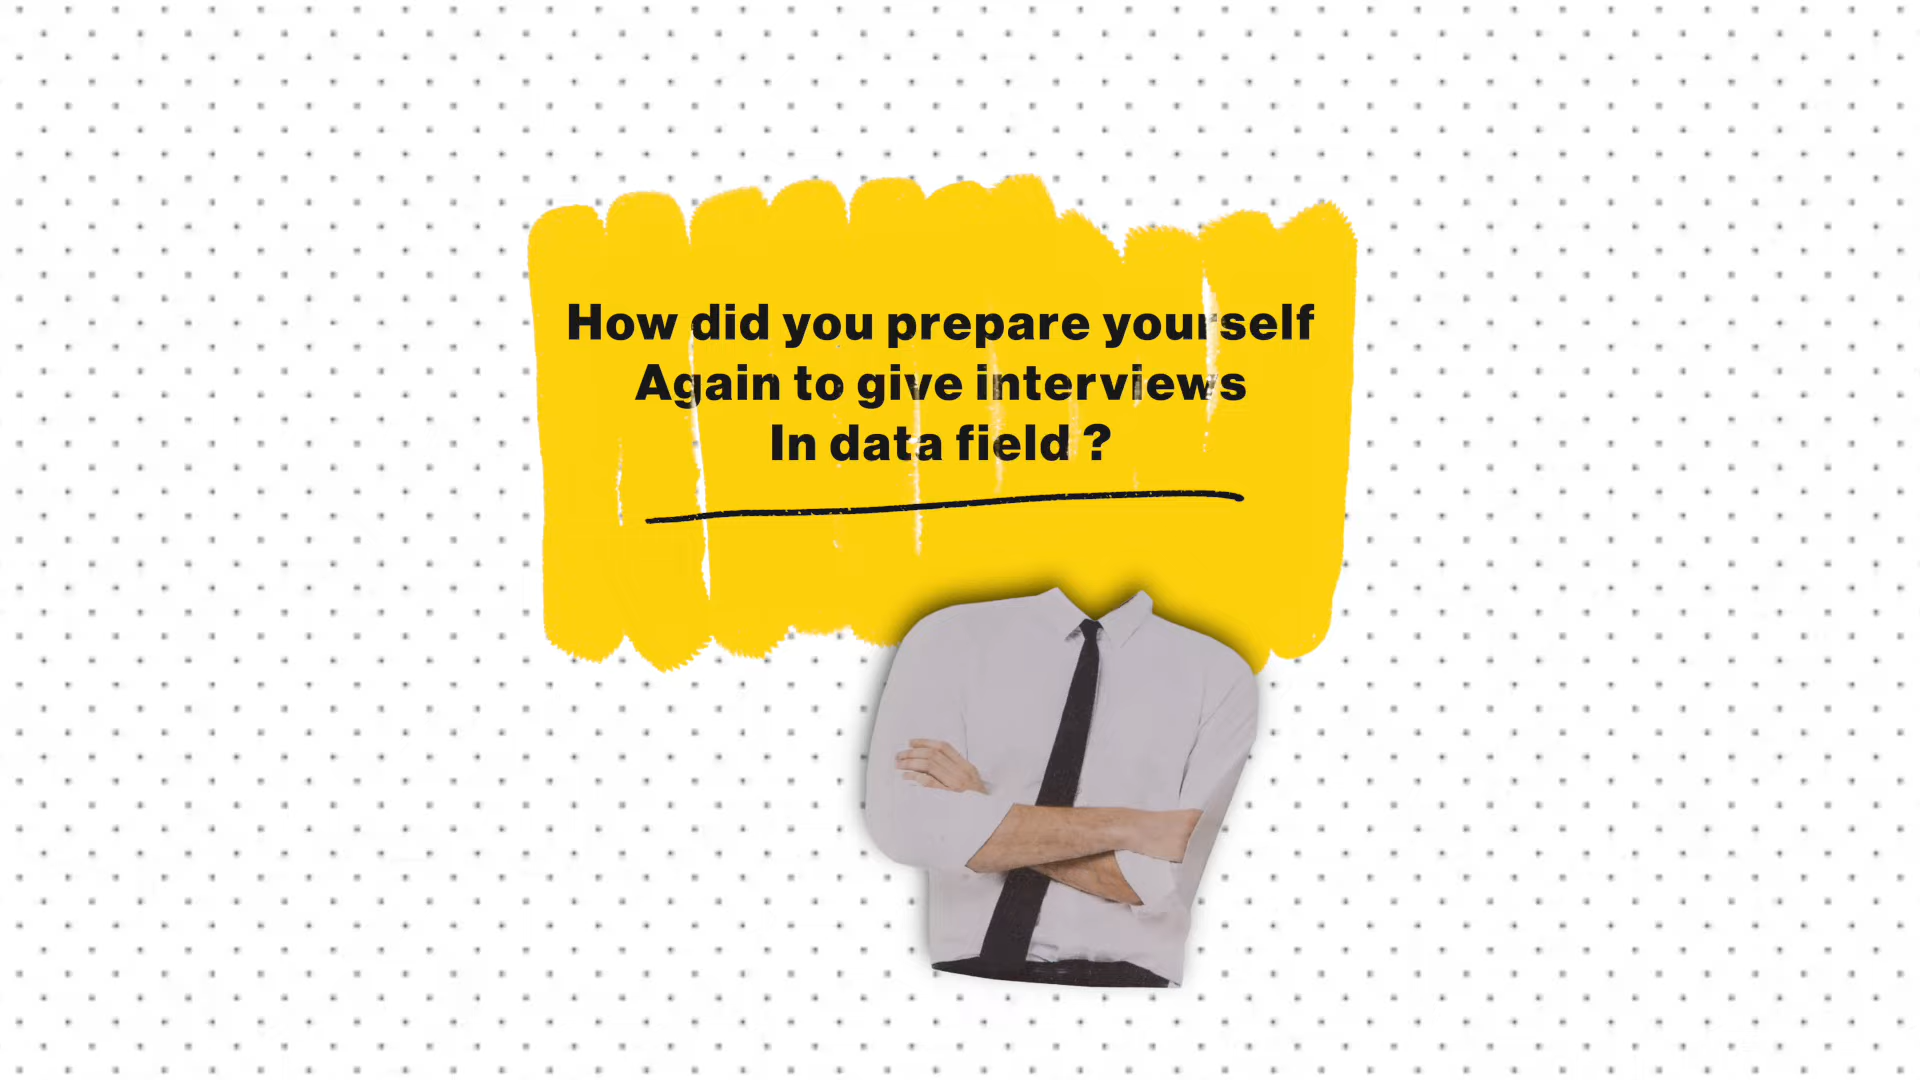 How did you prepare yourself
Again to give interviews
In data field ?